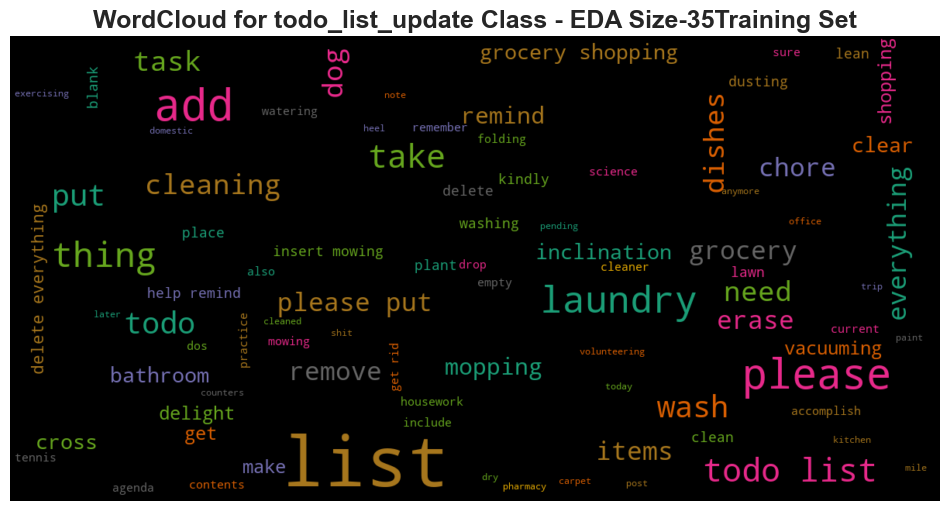 WordCloud for todo_list_update Class - EDA Size-35Training Set
exercising
blank
task
dog
grocery shopping
sure
lean
shopping
add
watering
note
dusting
domestic
heel
remember
remind
folding
dishes
clear
take
chore
cleaning
put
delete
kindly
science
anymore
everything
delete everything
place
washing
pending
office
thing
insert mowing
also
plant
drop
inclination
cleaner
grocery
lawn
help remind
empty
laundry
need
trip
later
todo
please put
cleaned
erase
current
dos
practice
mowing
shit
get rid
paint
bathroom
remove
mopping
volunteering
vacuuming
please
counters
today
delight
housework
wash
accomplish
cross
get
include
clean
kitchen
tennis
make
list
items
todo list
mile
agenda
contents
dry
pharmacy
carpet
post